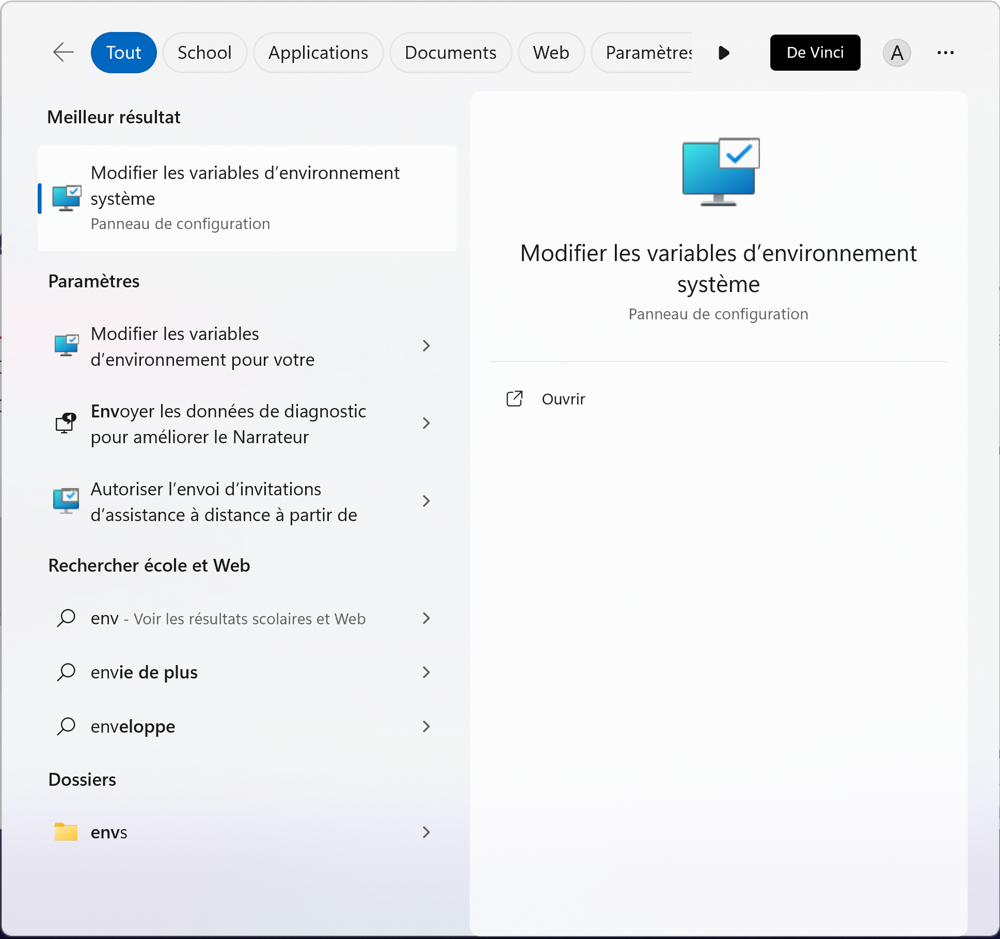 Tout School Applications Documents Web Paramètres De Vinci A
Meilleur résultat
Modifier les variables d’environnement
système
Panneau de configuration
Paramètres
Modifier les variables
d’environnement pour votre
Envoyer les données de diagnostic
pour améliorer le Narrateur
Autoriser l’envoi d’invitations
d’assistance à distance à partir de
Rechercher école et Web
env - Voir les résultats scolaires et Web
envie de plus
enveloppe
Dossiers
envs
Modifier les variables d’environnement
système
Panneau de configuration
Ouvrir